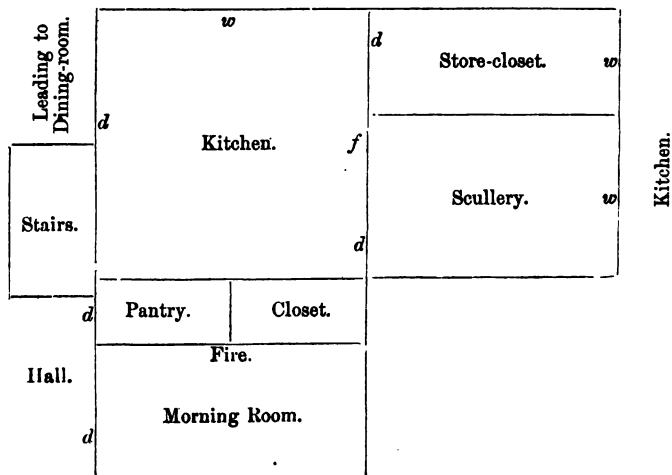 w
Leading to
Dining-room.
d
Store-closet.
w
d
Kitchen.
f
Kitchen.
Stairs.
Scullery.
w
d
d
Pantry.
Closet.
Fire.
Hall.
Morning Room.
d